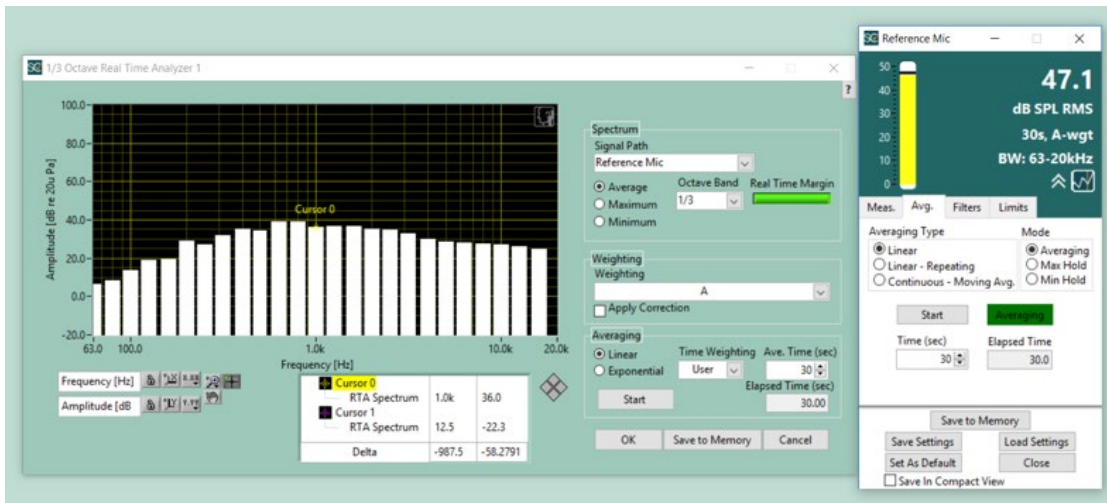 1/3 Octave Real Time Analyzer 1
?
100.0
80.0
60.0
40.0
20.0
0.0
-20.0
Amplitude [dB re 20u Pa]
Cursor 0
63.0 100.0 1.0k 10.0k 20.0k
Frequency [Hz]
Frequency [Hz]
Amplitude [dB
Cursor 0
RTA Spectrum 1.0k 36.0
Cursor 1
RTA Spectrum 12.5 -22.3
Delta -987.5 -58.2791
Spectrum
Signal Path
Reference Mic
Average
Maximum
Minimum
Octave Band
1/3
Real Time Margin
Weighting
Weighting
A
Apply Correction
Averaging
Linear
Exponential
Time Weighting
User
Ave. Time (sec)
30
Elapsed Time (sec)
30.00
Start
OK Save to Memory Cancel
SC Reference Mic
50
40
30
20
10
0
47.1
dB SPL RMS
30s, A-wgt
BW: 63-20kHz
Meas. Avg. Filters Limits
Averaging Type
Linear
Linear - Repeating
Continuous - Moving Avg.
Mode
Averaging
Max Hold
Min Hold
Start Averaging
Time (sec) Elapsed Time
30 30.0
Save to Memory
Save Settings Load Settings
Set As Default Close
Save In Compact View